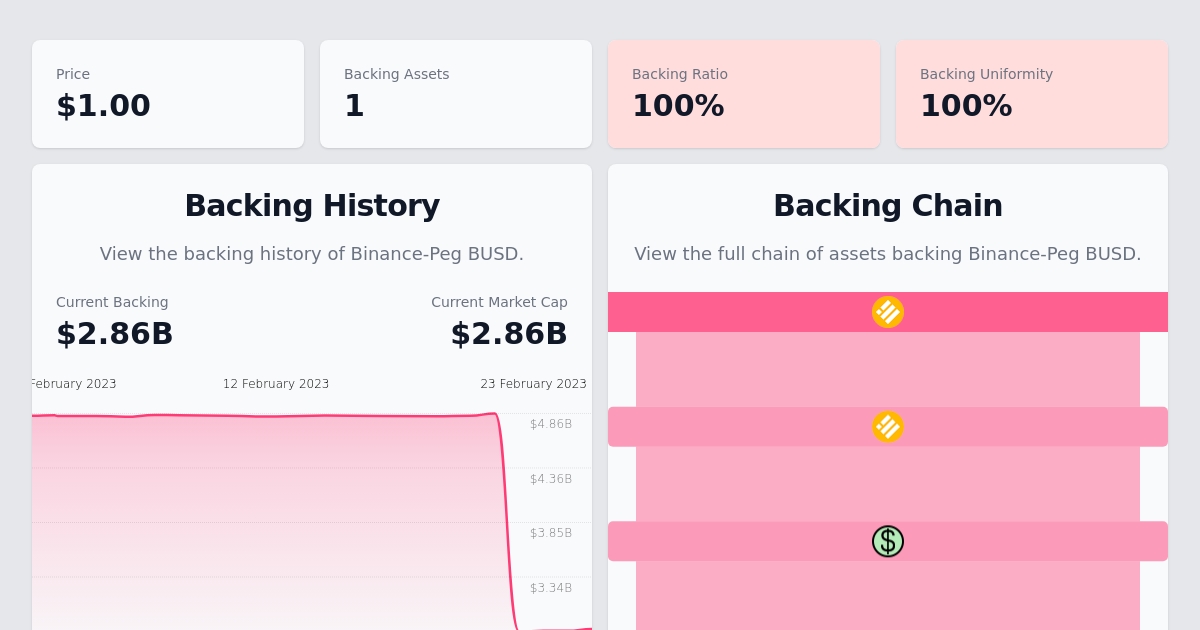 Price
$1.00
Backing Assets
1
Backing Ratio
100%
Backing Uniformity
100%
Backing History
View the backing history of Binance-Peg BUSD.
Current Backing
$2.86B
Current Market Cap
$2.86B
February 2023
12 February 2023
23 February 2023
$4.86B
$4.36B
$3.85B
$3.34B
Backing Chain
View the full chain of assets backing Binance-Peg BUSD.
$